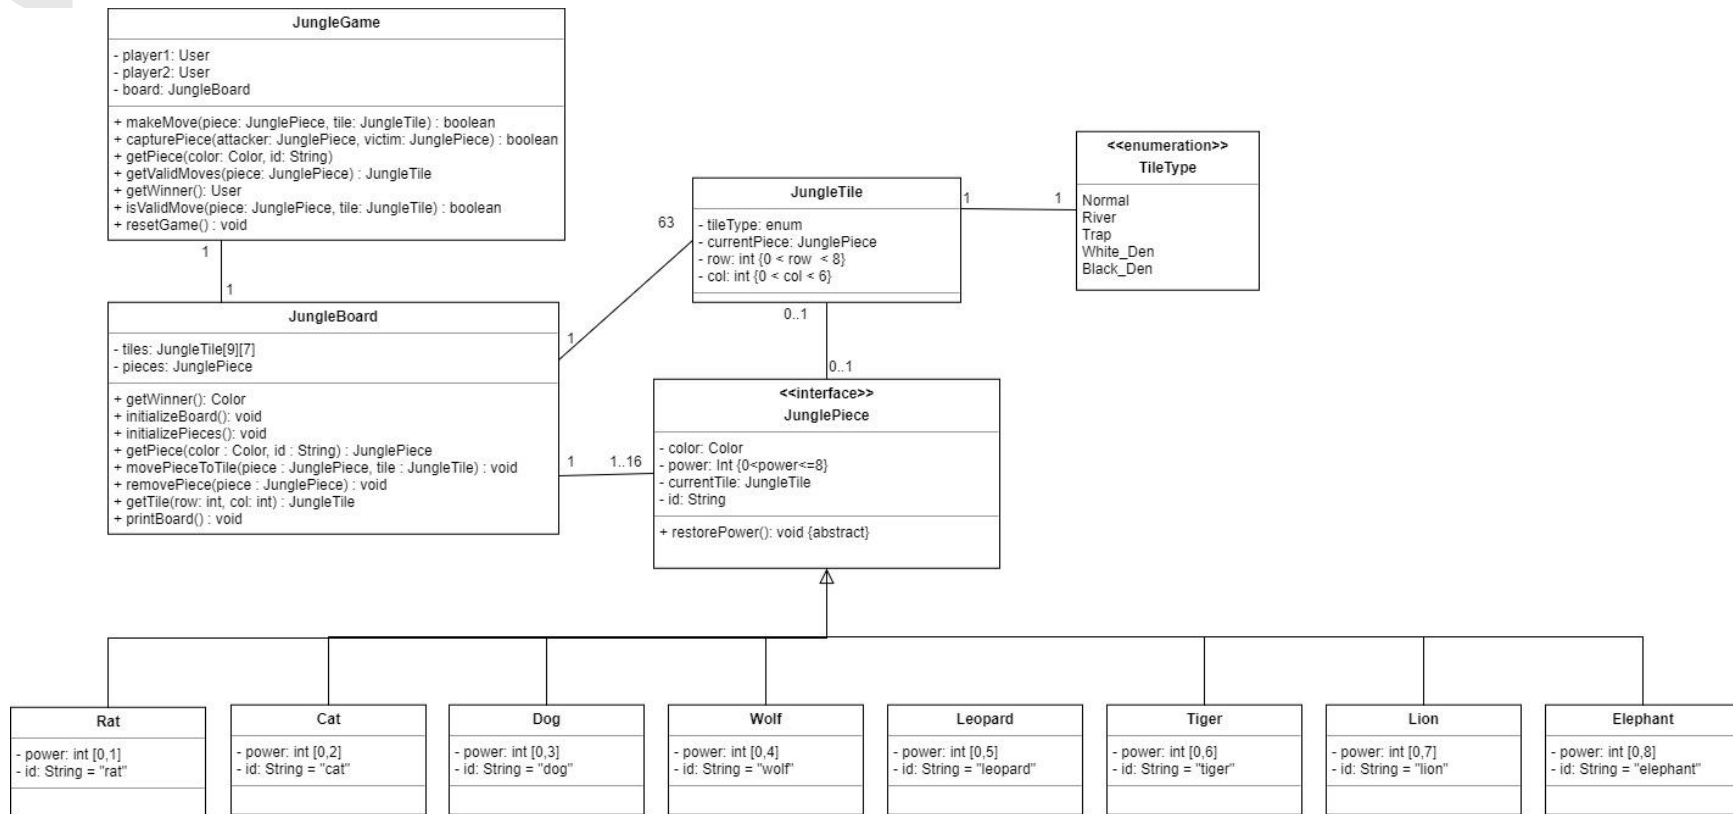 JungleGame
- player1: User
- player2: User
- board: JungleBoard
+ makeMove(piece: JunglePiece, tile: JungleTile) : boolean
+ capturePiece(attacker: JunglePiece, victim: JunglePiece) : boolean
+ getPiece(color: Color, id: String)
+ getValidMoves(piece: JunglePiece) : JungleTile
+ getWinner(): User
+ isValidMove(piece: JunglePiece, tile: JungleTile) : boolean
+ resetGame() : void
1
1
JungleBoard
- tiles: JungleTile[9][7]
- pieces: JunglePiece
+ getWinner(): Color
+ initializeBoard(): void
+ initializePieces(): void
+ getPiece(color : Color, id : String) : JunglePiece
+ movePieceToTile(piece : JunglePiece, tile : JungleTile) : void
+ removePiece(piece : JunglePiece) : void
+ getTile(row: int, col: int) : JungleTile
+ printBoard() : void
1
63
1
1..16
JungleTile
- tileType: enum
- currentPiece: JunglePiece
- row: int {0 < row < 8}
- col: int {0 < col < 6}
1
1
<<enumeration>>
TileType
Normal
River
Trap
White_Den
Black_Den
0..1
0..1
<<interface>>
JunglePiece
- color: Color
- power: Int {0<power<=8}
- currentTile: JungleTile
- id: String
+ restorePower(): void {abstract}
Rat
- power: int [0,1]
- id: String = "rat"
Cat
- power: int [0,2]
- id: String = "cat"
Dog
- power: int [0,3]
- id: String = "dog"
Wolf
- power: int [0,4]
- id: String = "wolf"
Leopard
- power: int [0,5]
- id: String = "leopard"
Tiger
- power: int [0,6]
- id: String = "tiger"
Lion
- power: int [0,7]
- id: String = "lion"
Elephant
- power: int [0,8]
- id: String = "elephant"